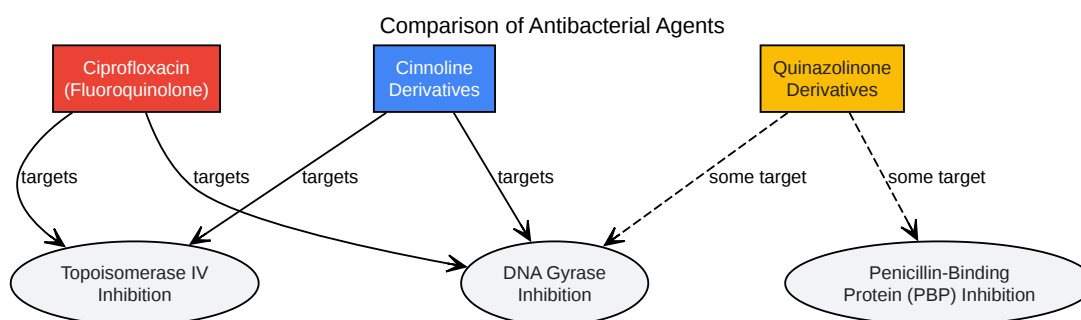 Comparison of Antibacterial Agents
Ciprofloxacin
(Fluoroquinolone)
Cinnoline
Derivatives
Quinazolinone
Derivatives
targets
targets
targets
targets
some target
some target
Topoisomerase IV
Inhibition
DNA Gyrase
Inhibition
Penicillin-Binding
Protein (PBP) Inhibition